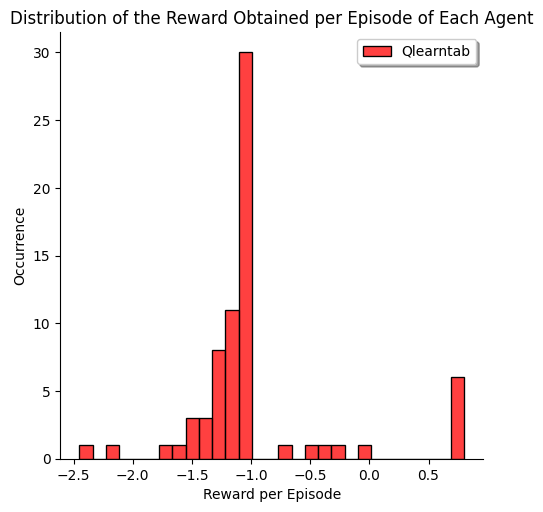 Distribution of the Reward Obtained per Episode of Each Agent
Qlearntab
30
25
20
15
10
5
0
Occurrence
−2.5 −2.0 −1.5 −1.0 −0.5 0.0 0.5
Reward per Episode